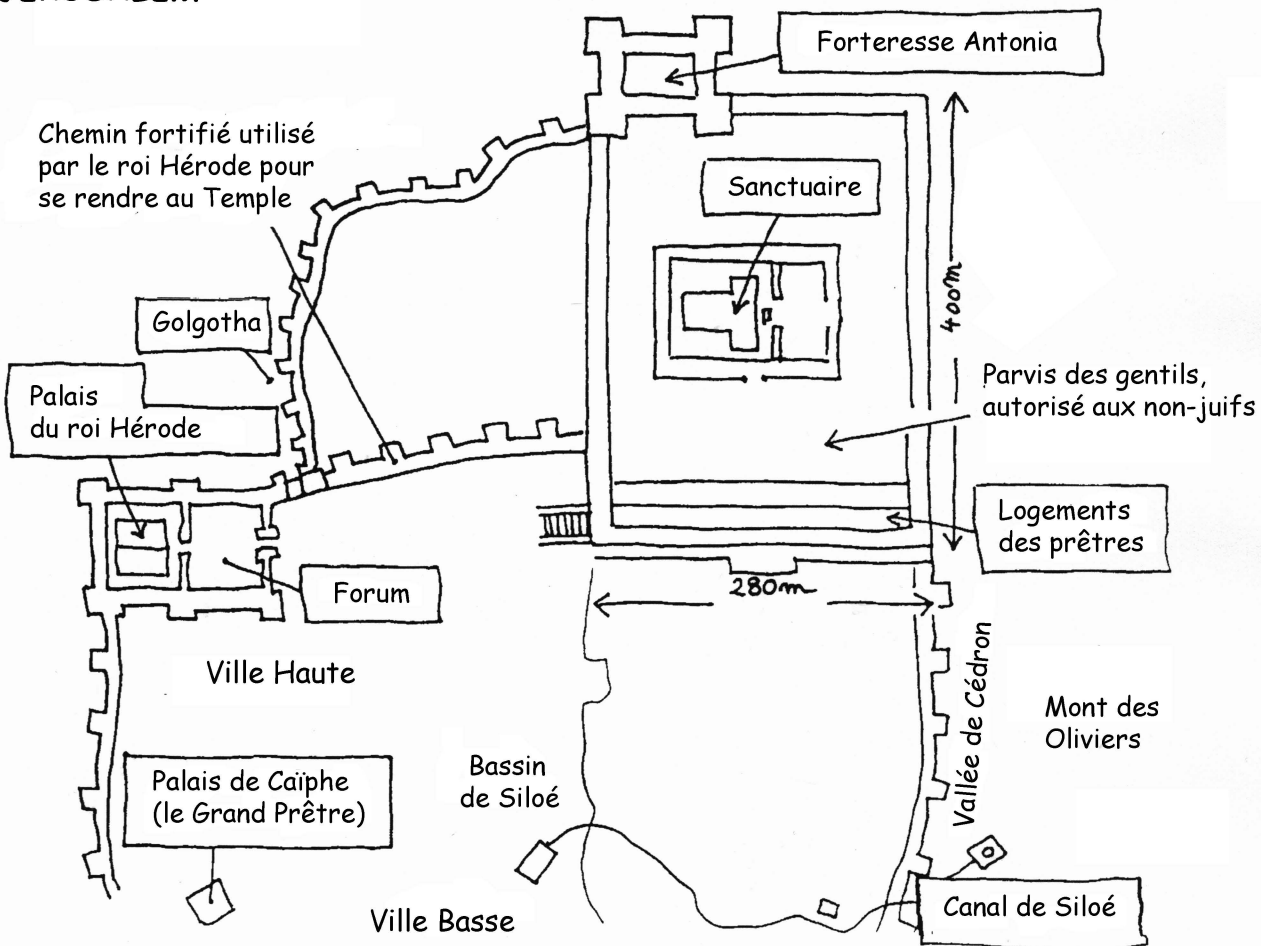 Forteresse Antonia
Chemin fortifié utilisé
par le roi Hérode pour
se rendre au Temple
Sanctuaire
400m
Golgotha
Palais
du roi Hérode
Parvis des gentils,
autorisé aux non-juifs
Logements
des prêtres
Forum
280m
Ville Haute
Vallée de Cédron
Mont des
Oliviers
Bassin
de Siloé
Palais de Caïphe
(le Grand Prêtre)
Canal de Siloé
Ville Basse